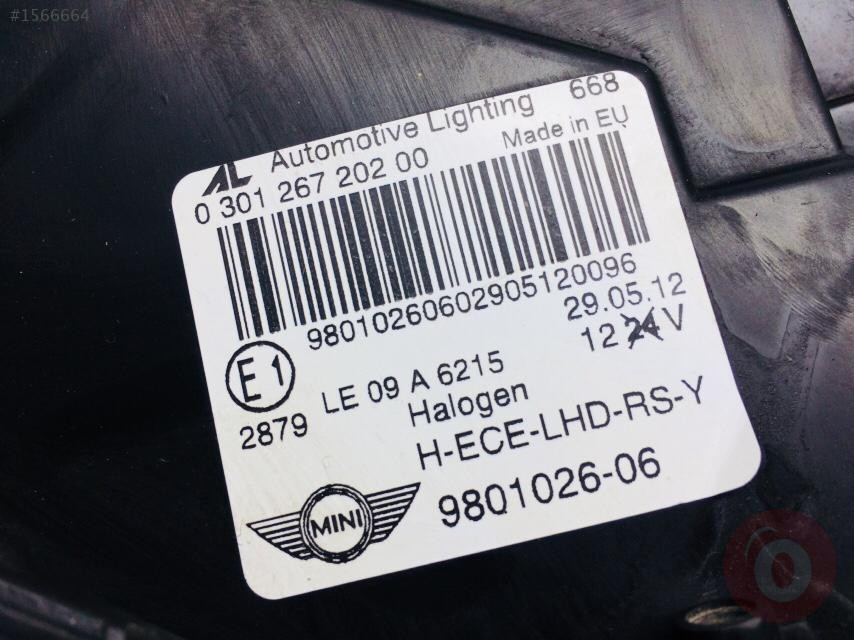 #1566664
AL Automotive Lighting 668
0 301 267 202 00 Made in EU
98010260602905120096
29.05.12
12 24 V
E1
LE 09 A 6215
2879
Halogen
H-ECE-LHD-RS-Y
9801026-06
MINI